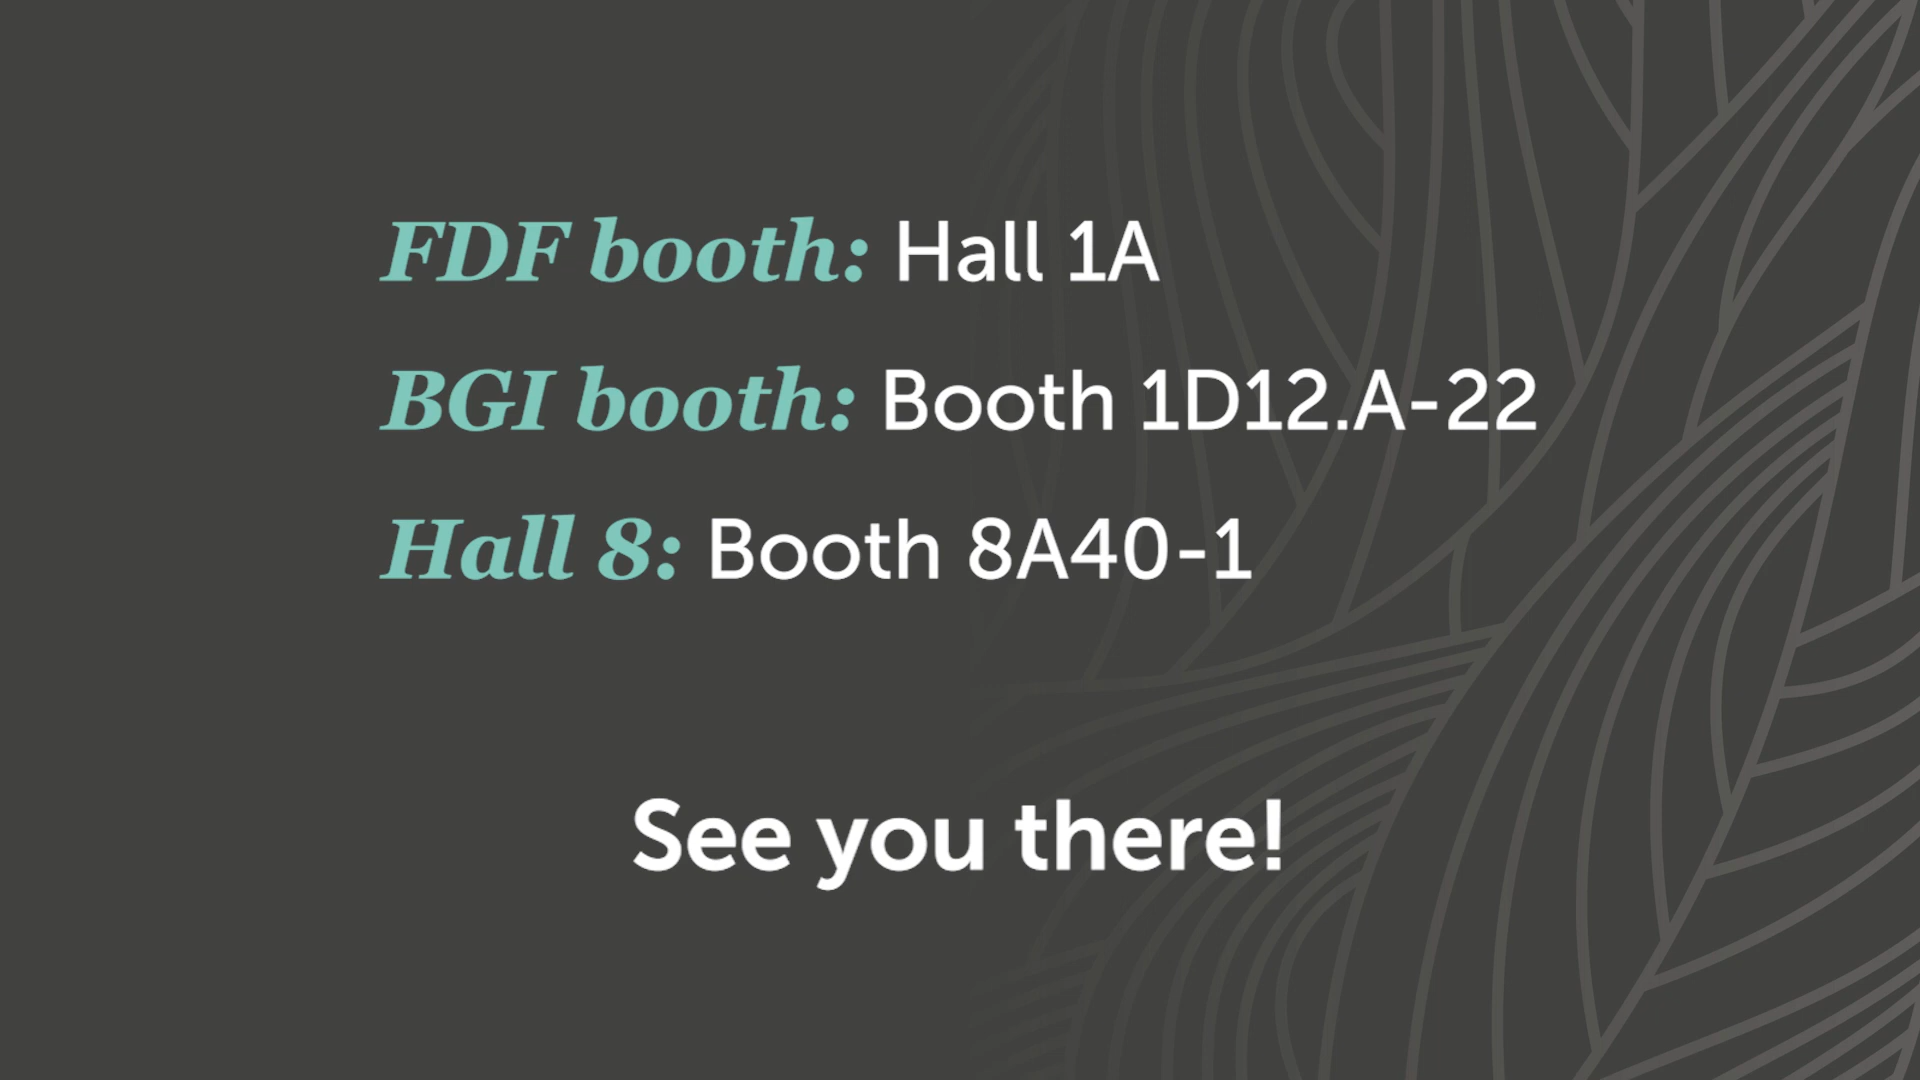 FDF booth: Hall 1A
BGI booth: Booth 1D12.A-22
Hall 8: Booth 8A40-1
See you there!